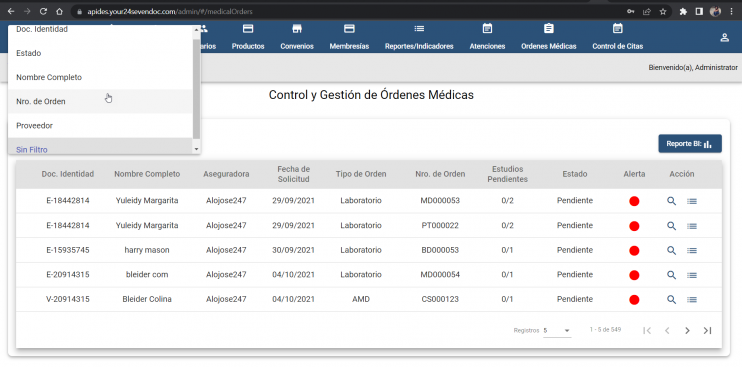 apides.your24sevendoc.com/admin/#/medicalOrders
Doc. Identidad
Estado
Nombre Completo
Nro. de Orden
Proveedor
Sin Filtro
Productos
Convenios
Membresías
Reportes/Indicadores
Atenciones
Ordenes Médicas
Control de Citas
Bienvenido(a), Administrator
Control y Gestión de Órdenes Médicas
Reporte BI:
Doc. Identidad Nombre Completo Aseguradora Fecha de Solicitud Tipo de Orden Nro. de Orden Estudios Pendientes Estado Alerta Acción
E-18442814 Yuleidy Margarita Alojose247 29/09/2021 Laboratorio MD000053 0/2 Pendiente
E-18442814 Yuleidy Margarita Alojose247 29/09/2021 Laboratorio PT000022 0/2 Pendiente
E-15935745 harry mason Alojose247 30/09/2021 Laboratorio BD000053 0/1 Pendiente
E-20914315 bleider com Alojose247 04/10/2021 Laboratorio MD000054 0/1 Pendiente
V-20914315 Bleider Colina Alojose247 04/10/2021 AMD CS000123 0/1 Pendiente
Registros 5 1 - 5 de 549